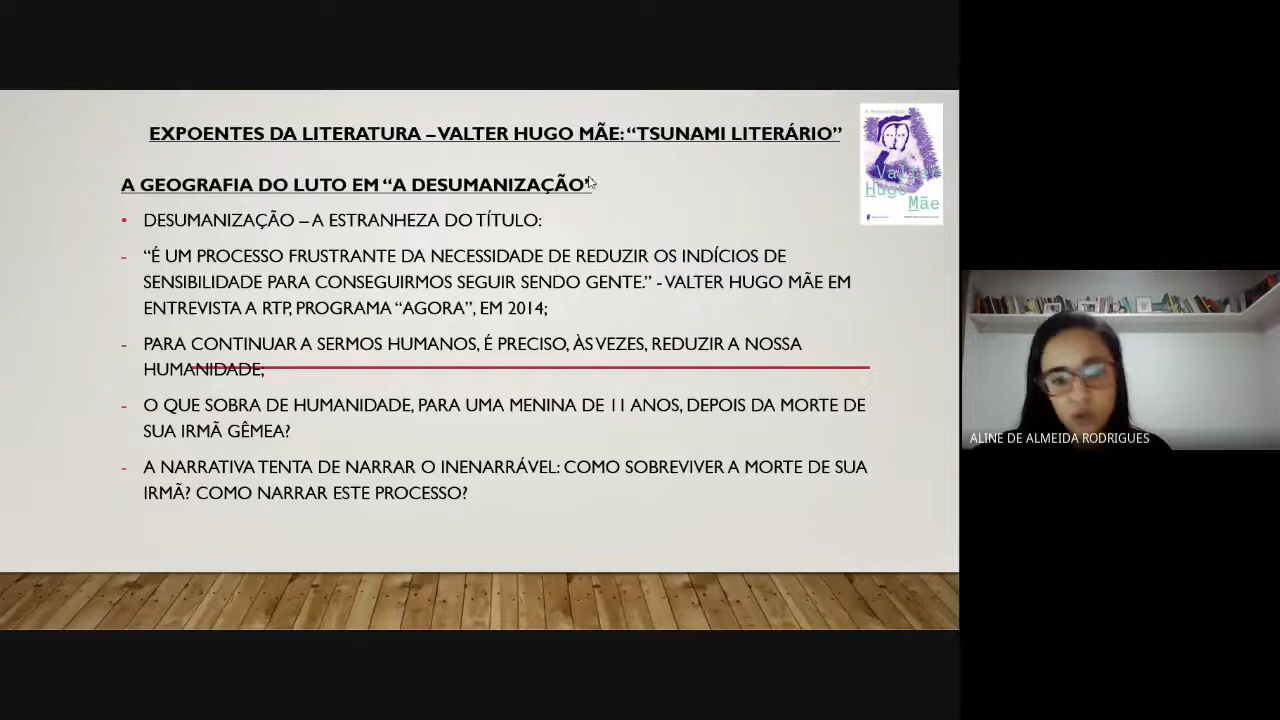 EXPOENTES DA LITERATURA – VALTER HUGO MÃE: “TSUNAMI LITERÁRIO”
A GEOGRAFIA DO LUTO EM “A DESUMANIZAÇÃO”
• DESUMANIZAÇÃO – A ESTRANHEZA DO TÍTULO:
- “É UM PROCESSO FRUSTRANTE DA NECESSIDADE DE REDUZIR OS INDÍCIOS DE
SENSIBILIDADE PARA CONSEGUIRMOS SEGUIR SENDO GENTE.” - VALTER HUGO MÃE EM
ENTREVISTA A RTP, PROGRAMA “AGORA”, EM 2014;
- PARA CONTINUAR A SERMOS HUMANOS, É PRECISO, ÀS VEZES, REDUZIR A NOSSA
HUMANIDADE;
- O QUE SOBRA DE HUMANIDADE, PARA UMA MENINA DE 11 ANOS, DEPOIS DA MORTE DE
SUA IRMÃ GÊMEA?
- A NARRATIVA TENTA DE NARRAR O INENARRÁVEL: COMO SOBREVIVER A MORTE DE SUA
IRMÃ? COMO NARRAR ESTE PROCESSO?
Valter
Hugo
Mãe
ALINE DE ALMEIDA RODRIGUES